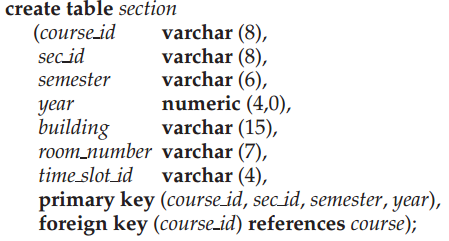 create table section
(course_id varchar (8),
sec_id varchar (8),
semester varchar (6),
year numeric (4,0),
building varchar (15),
room_number varchar (7),
time_slot_id varchar (4),
primary key (course_id, sec_id, semester, year),
foreign key (course_id) references course);